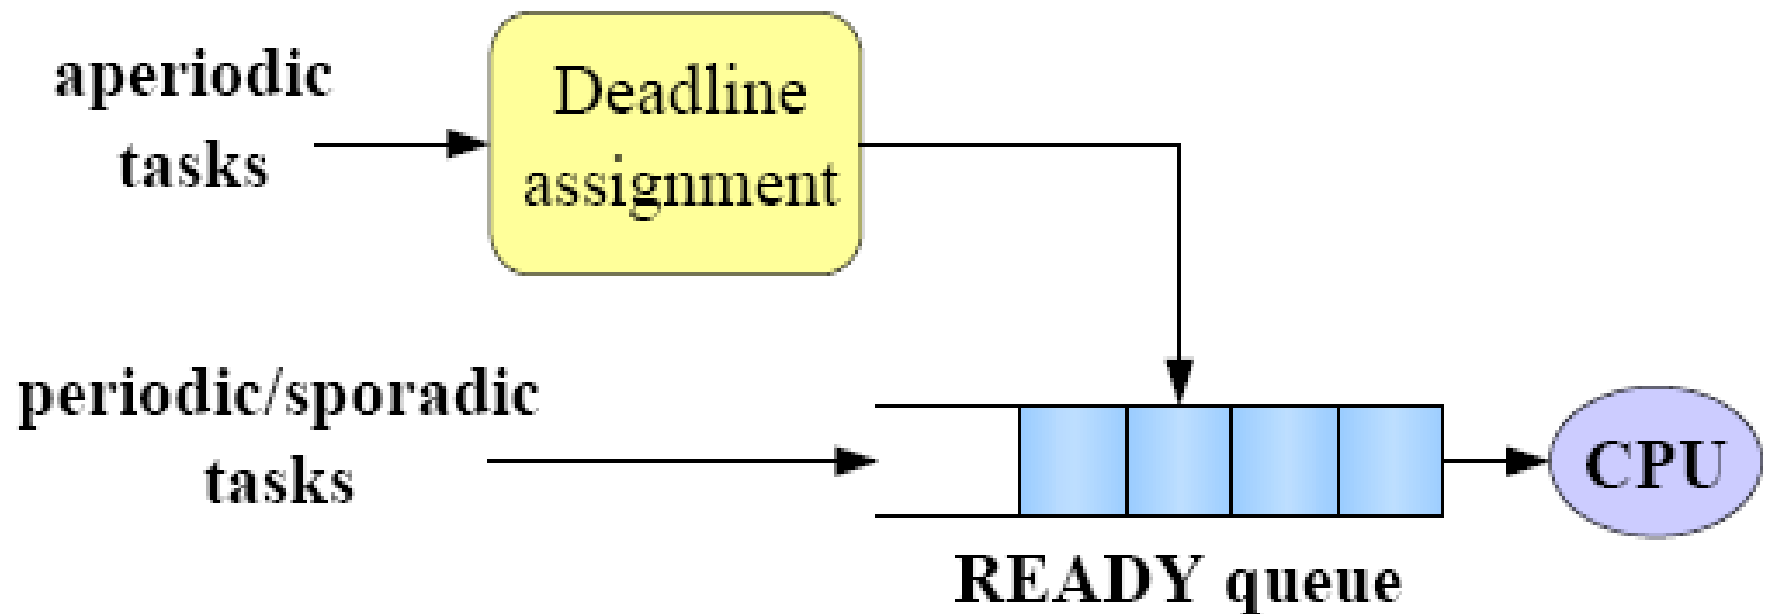 aperiodic
tasks
Deadline
assignment
periodic/sporadic
tasks
CPU
READY queue